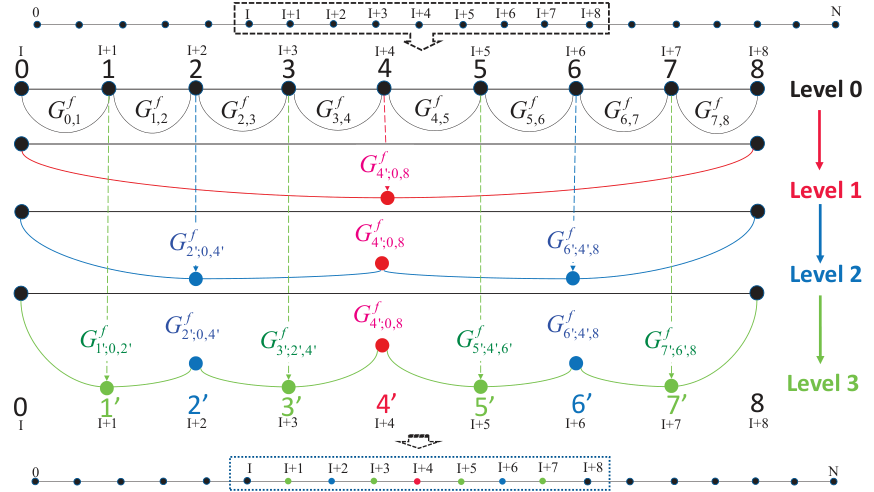 0 I I+1 I+2 I+3 I+4 I+5 I+6 I+7 I+8 N
I I+1 I+2 I+3 I+4 I+5 I+6 I+7 I+8
0 1 2 3 4 5 6 7 8
Level 0
G^f_{0,1} G^f_{1,2} G^f_{2,3} G^f_{3,4} G^f_{4,5} G^f_{5,6} G^f_{6,7} G^f_{7,8}
G^f_{4';0,8}
Level 1
G^f_{2';0,4'} G^f_{4';0,8} G^f_{6';4',8}
Level 2
G^f_{1';0,2'} G^f_{2';0,4'} G^f_{3';2',4'} G^f_{4';0,8} G^f_{5';4',6'} G^f_{6';4',8} G^f_{7';6',8}
Level 3
0 1' 2' 3' 4' 5' 6' 7' 8
I I+1 I+2 I+3 I+4 I+5 I+6 I+7 I+8
0 I I+1 I+2 I+3 I+4 I+5 I+6 I+7 I+8 N